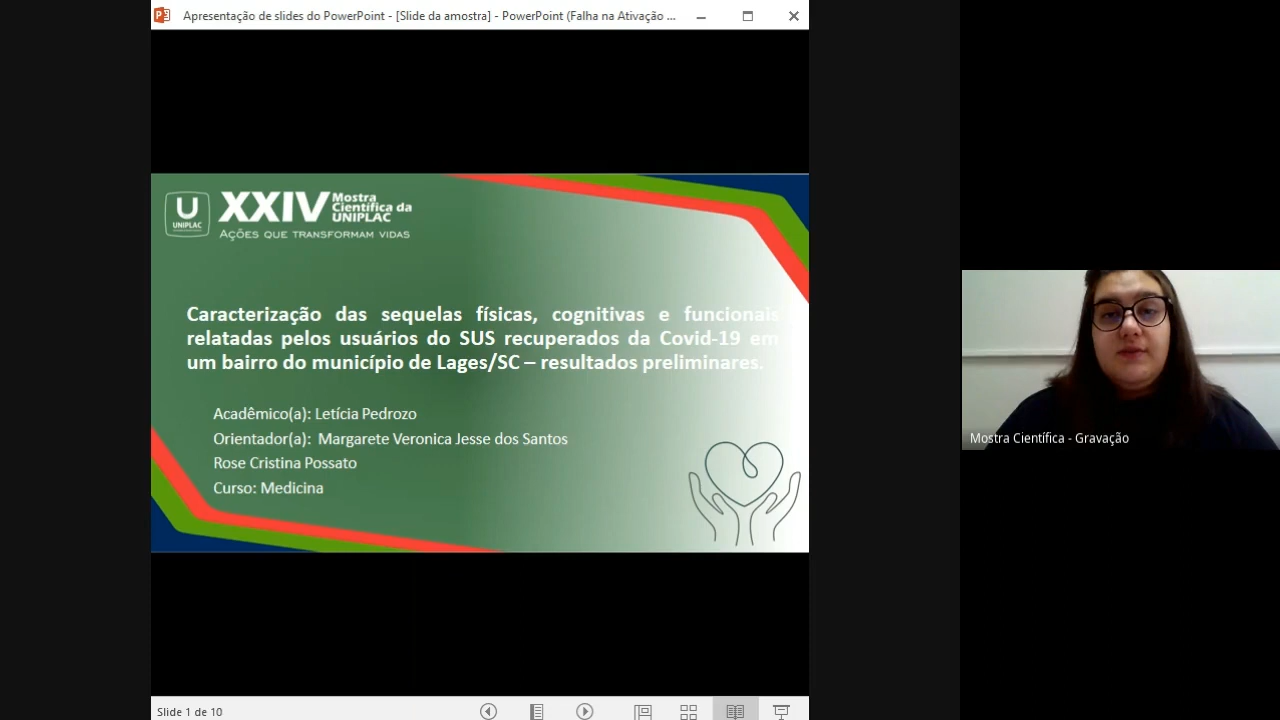 Apresentação de slides do PowerPoint - [Slide da amostra] - PowerPoint (Falha na Ativação ...
U
UNIPLAC
XXIV Mostra
Científica da
UNIPLAC
AÇÕES QUE TRANSFORMAM VIDAS
Caracterização das sequelas físicas, cognitivas e funcionais
relatadas pelos usuários do SUS recuperados da Covid-19 em
um bairro do município de Lages/SC – resultados preliminares.
Acadêmico(a): Letícia Pedrozo
Orientador(a): Margarete Veronica Jesse dos Santos
Rose Cristina Possato
Curso: Medicina
Mostra Científica - Gravação
Slide 1 de 10